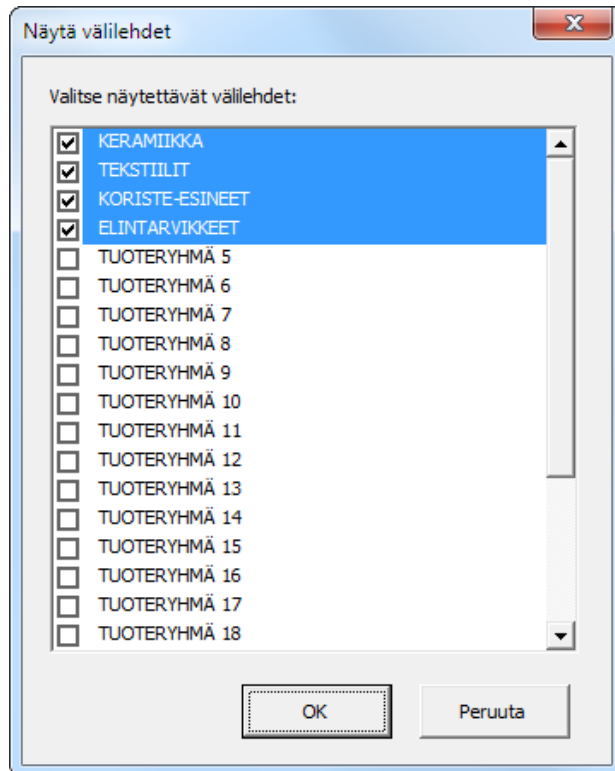 Näytä välilehdet
Valitse näytettävät välilehdet:
KERAMIIKKA
TEKSTIILIT
KORISTE-ESINEET
ELINTARVIKKEET
TUOTERYHMÄ 5
TUOTERYHMÄ 6
TUOTERYHMÄ 7
TUOTERYHMÄ 8
TUOTERYHMÄ 9
TUOTERYHMÄ 10
TUOTERYHMÄ 11
TUOTERYHMÄ 12
TUOTERYHMÄ 13
TUOTERYHMÄ 14
TUOTERYHMÄ 15
TUOTERYHMÄ 16
TUOTERYHMÄ 17
TUOTERYHMÄ 18
OK Peruuta